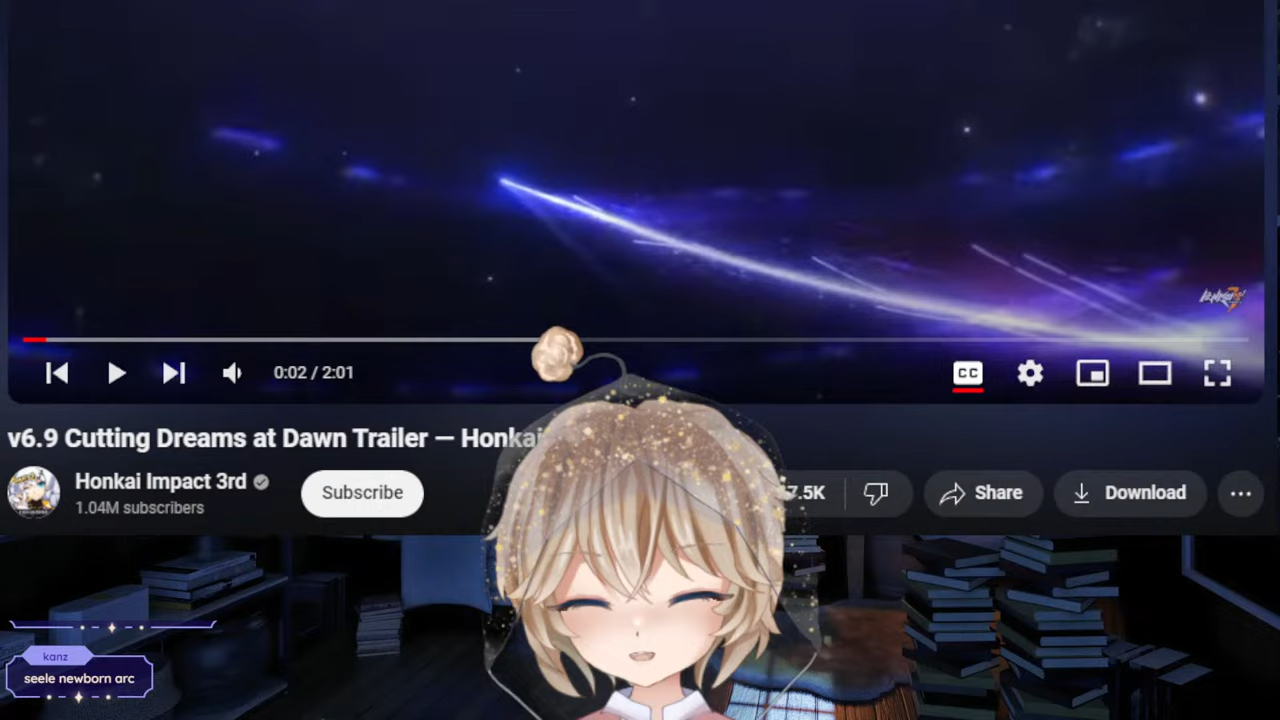 0:02 / 2:01
CC
v6.9 Cutting Dreams at Dawn Trailer — Honkai
Honkai Impact 3rd
1.04M subscribers
Subscribe
7.5K
Share
Download
kanz
seele newborn arc